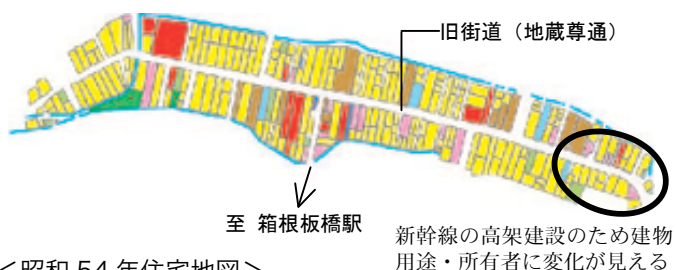 旧街道（地蔵尊通）
至 箱根板橋駅
新幹線の高架建設のため建物
用途・所有者に変化が見える
＜昭和 54 年住宅地図＞